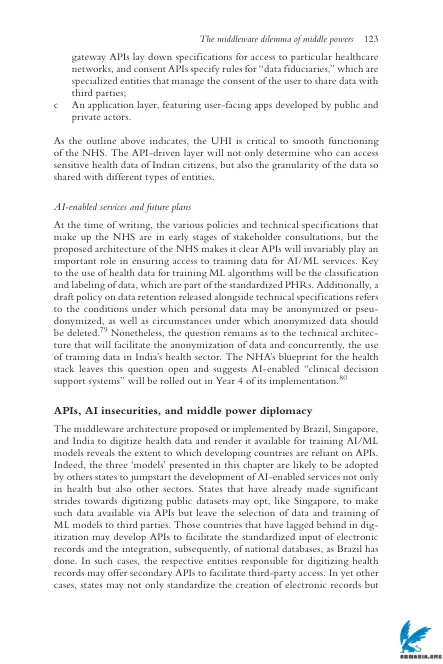 The middleware dilemma of middle powers 123
gateway APIs lay down specifications for access to particular healthcare
networks, and consent APIs specify rules for “data fiduciaries,” which are
specialized entities that manage the consent of the user to share data with
third parties;
c An application layer, featuring user-facing apps developed by public and
private actors.
As the outline above indicates, the UHI is critical to smooth functioning
of the NHS. The API-driven layer will not only determine who can access
sensitive health data of Indian citizens, but also the granularity of the data so
shared with different types of entities.
AI-enabled services and future plans
At the time of writing, the various policies and technical specifications that
make up the NHS are in early stages of stakeholder consultations, but the
proposed architecture of the NHS makes it clear APIs will invariably play an
important role in ensuring access to training data for AI/ML services. Key
to the use of health data for training ML algorithms will be the classification
and labeling of data, which are part of the standardized PHRs. Additionally, a
draft policy on data retention released alongside technical specifications refers
to the conditions under which personal data may be anonymized or pseu-
donymized, as well as circumstances under which anonymized data should
be deleted.79 Nonetheless, the question remains as to the technical architec-
ture that will facilitate the anonymization of data and concurrently, the use
of training data in India’s health sector. The NHA’s blueprint for the health
stack leaves this question open and suggests AI-enabled “clinical decision
support systems” will be rolled out in Year 4 of its implementation.80
APIs, AI insecurities, and middle power diplomacy
The middleware architecture proposed or implemented by Brazil, Singapore,
and India to digitize health data and render it available for training AI/ML
models reveals the extent to which developing countries are reliant on APIs.
Indeed, the three ‘models’ presented in this chapter are likely to be adopted
by others states to jumpstart the development of AI-enabled services not only
in health but also other sectors. States that have already made significant
strides towards digitizing public datasets may opt, like Singapore, to make
such data available via APIs but leave the selection of data and training of
ML models to third parties. Those countries that have lagged behind in dig-
itization may develop APIs to facilitate the standardized input of electronic
records and the integration, subsequently, of national databases, as Brazil has
done. In such cases, the respective entities responsible for digitizing health
records may offer secondary APIs to facilitate third-party access. In yet other
cases, states may not only standardize the creation of electronic records but